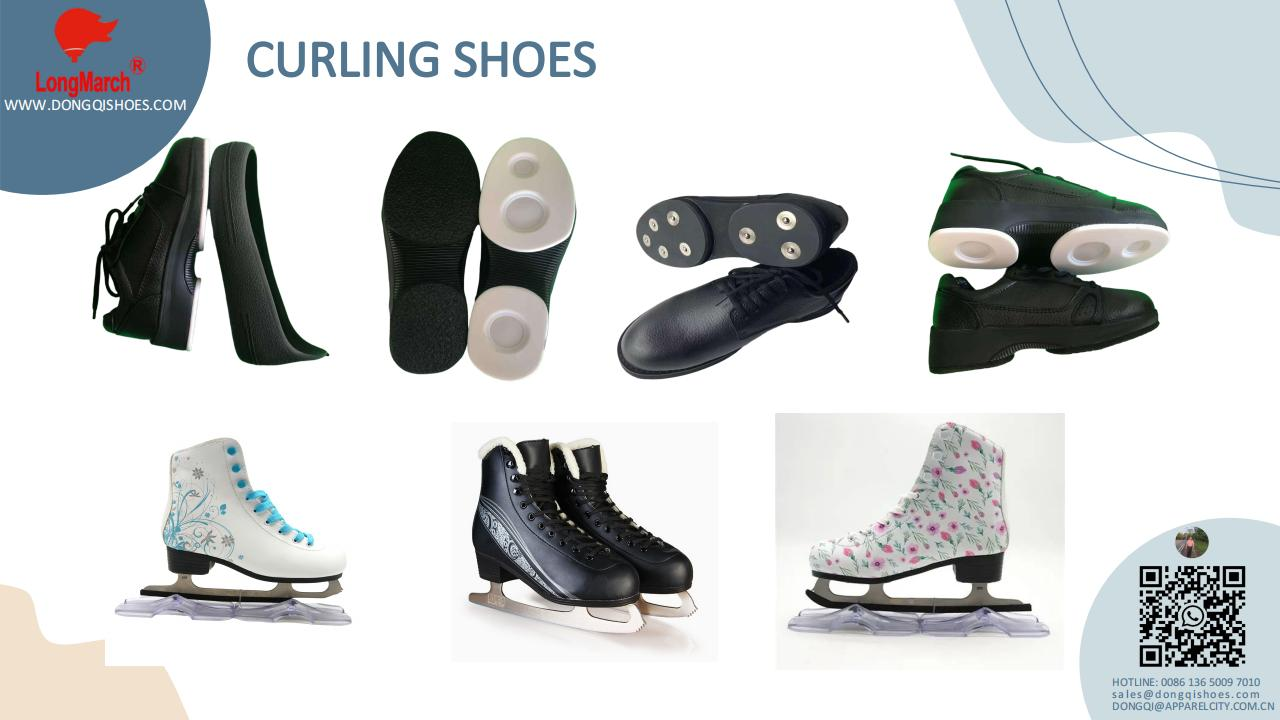 CURLING SHOES
LongMarch®
WWW.DONGQISHOES.COM
HOTLINE: 0086 136 5009 7010
sales@dongqishoes.com
DONGQI@APPARELCITY.COM.CN